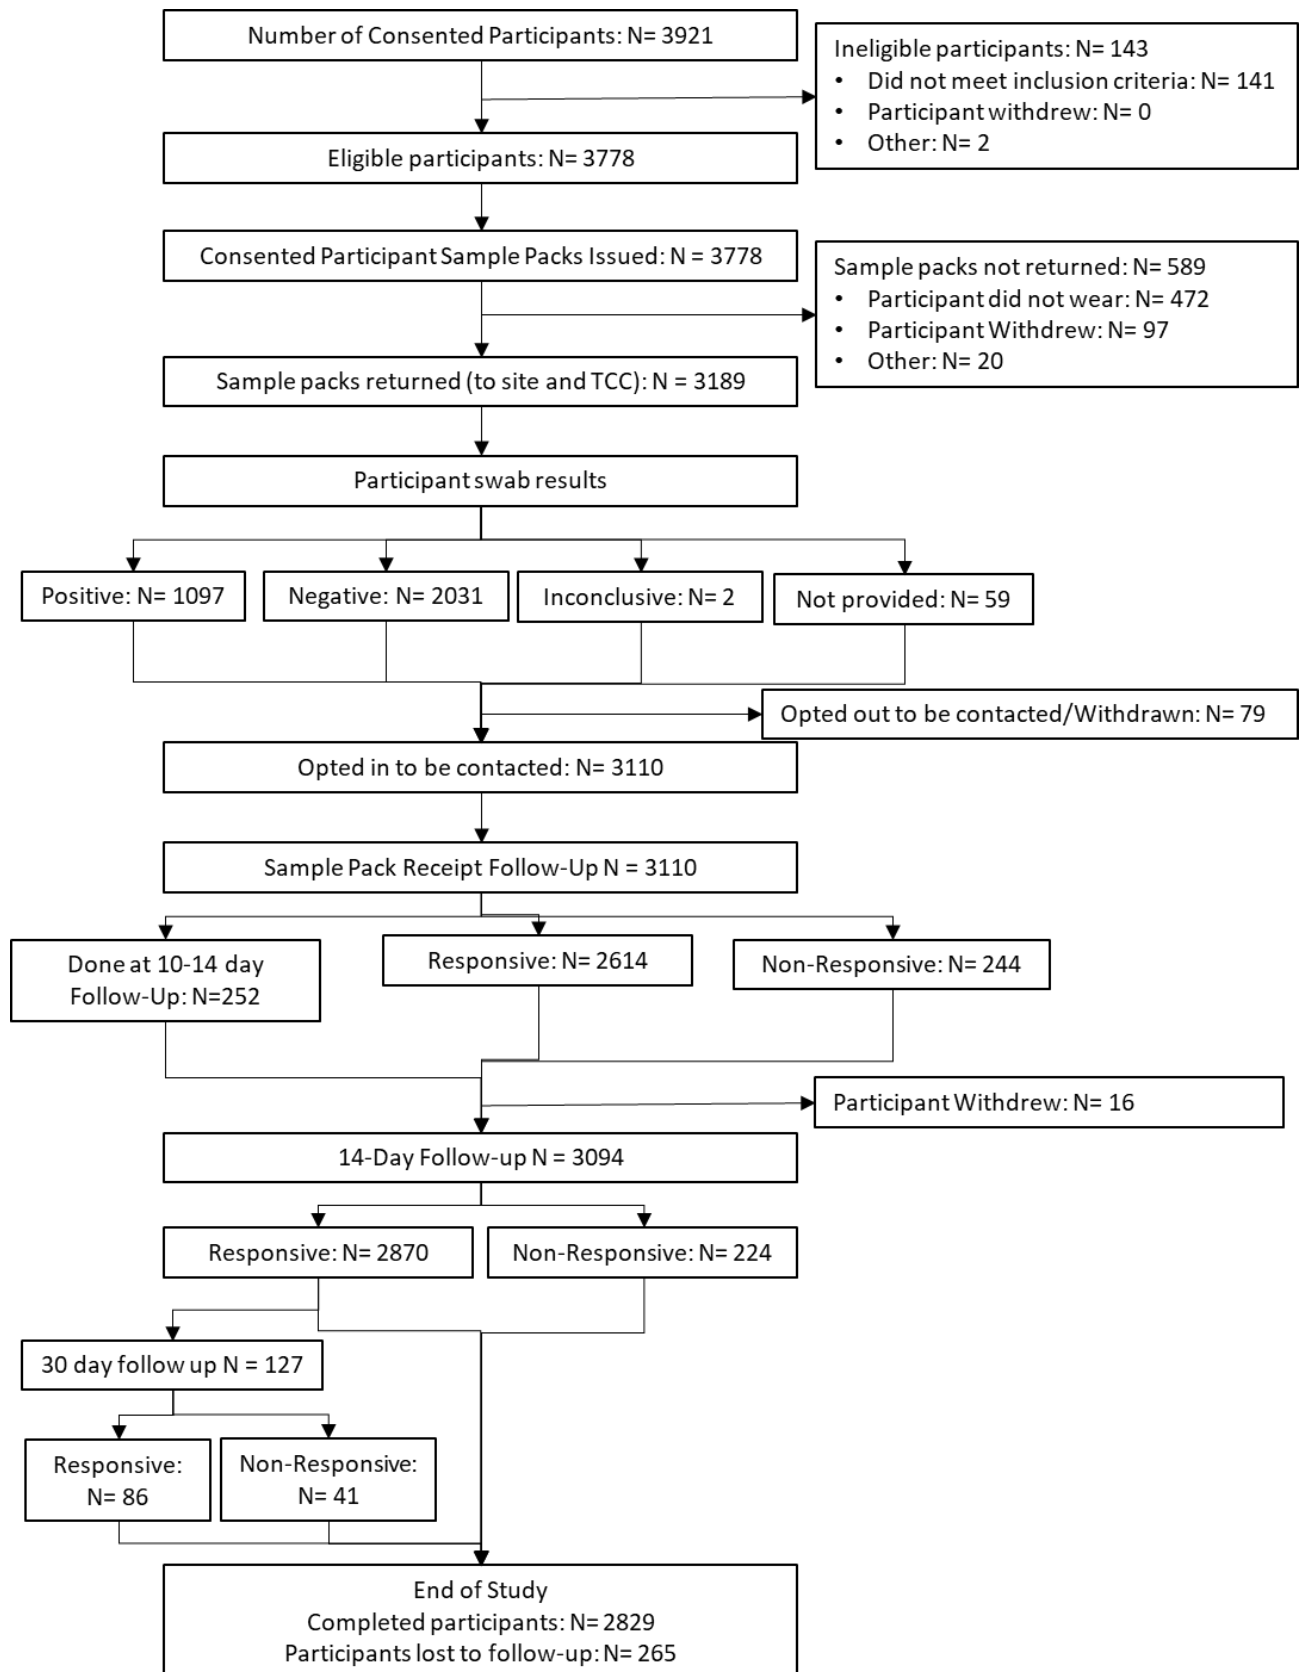 Number of Consented Participants: N= 3921
Ineligible participants: N= 143
• Did not meet inclusion criteria: N= 141
• Participant withdrew: N= 0
• Other: N= 2
Eligible participants: N= 3778
Consented Participant Sample Packs Issued: N = 3778
Sample packs not returned: N= 589
• Participant did not wear: N= 472
• Participant Withdrew: N= 97
• Other: N= 20
Sample packs returned (to site and TCC): N = 3189
Participant swab results
Positive: N= 1097
Negative: N= 2031
Inconclusive: N= 2
Not provided: N= 59
Opted out to be contacted/Withdrawn: N= 79
Opted in to be contacted: N= 3110
Sample Pack Receipt Follow-Up N = 3110
Done at 10-14 day
Follow-Up: N=252
Responsive: N= 2614
Non-Responsive: N= 244
Participant Withdrew: N= 16
14-Day Follow-up N = 3094
Responsive: N= 2870
Non-Responsive: N= 224
30 day follow up N = 127
Responsive:
N= 86
Non-Responsive:
N= 41
End of Study
Completed participants: N= 2829
Participants lost to follow-up: N= 265